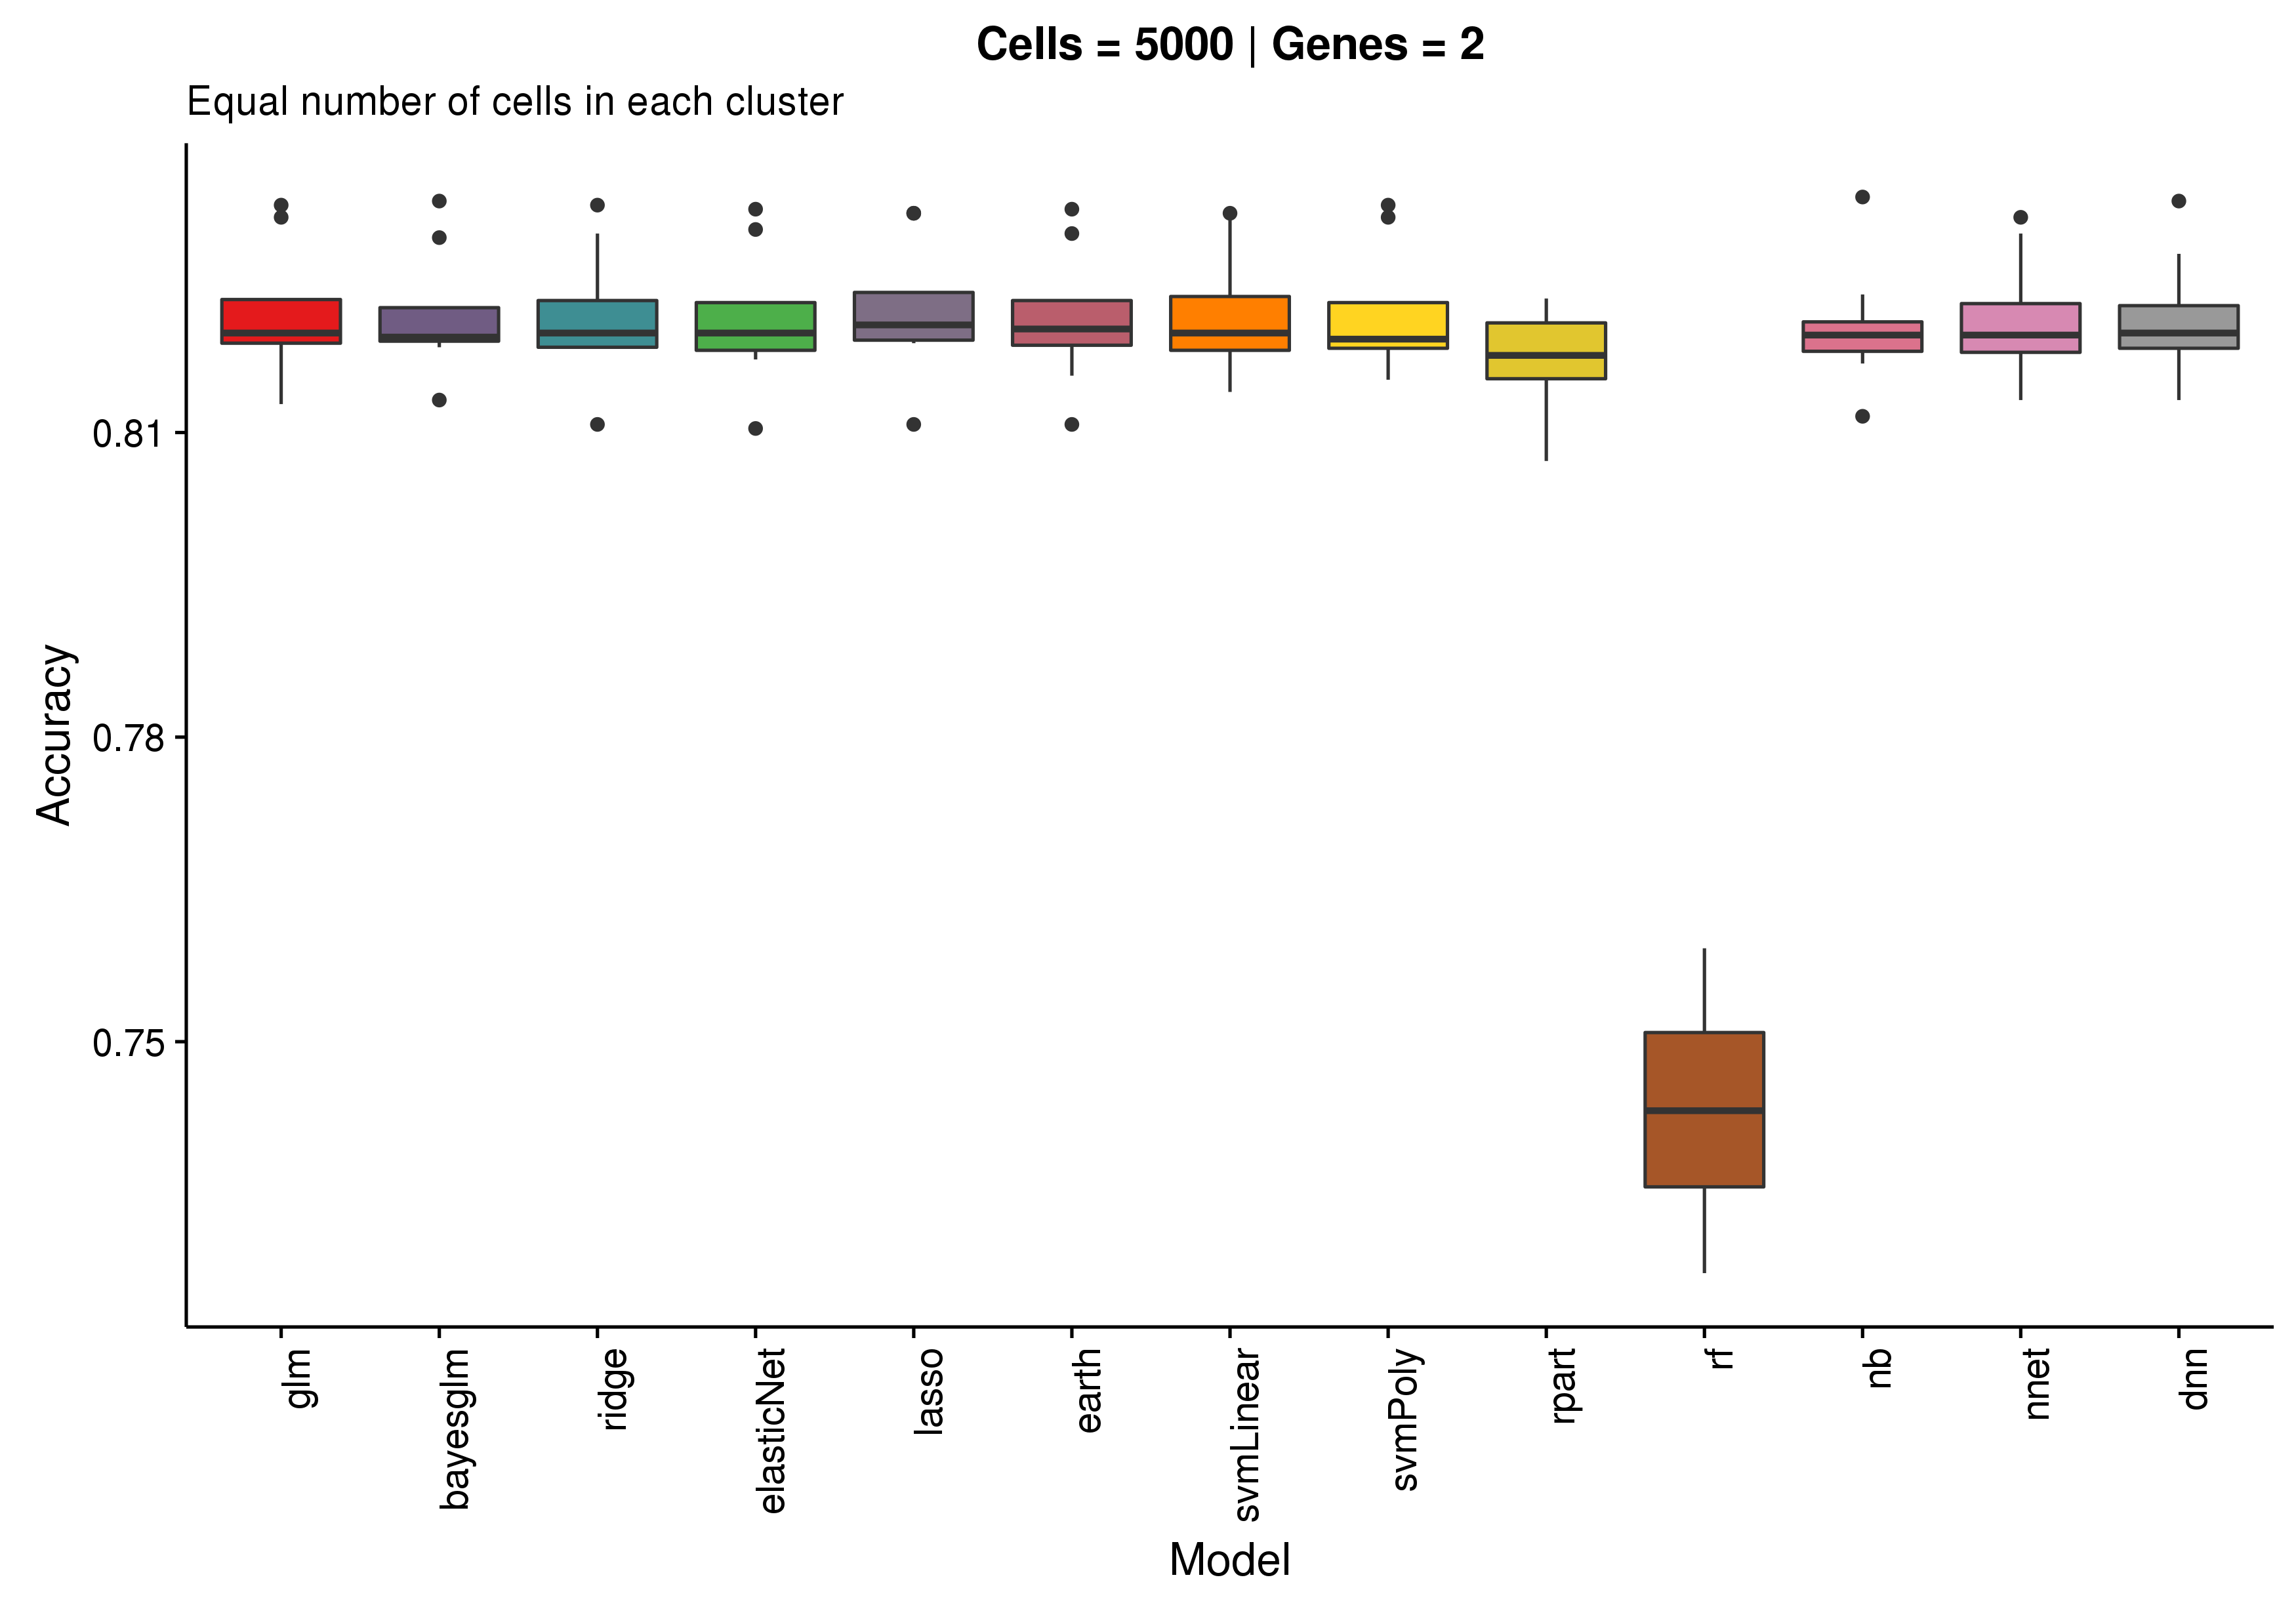 Cells = 5000 | Genes = 2
Equal number of cells in each cluster
Accuracy
0.81
0.78
0.75
glm
bayesglm
ridge
elasticNet
lasso
earth
svmLinear
svmPoly
rpart
rf
nb
nnet
dnn
Model